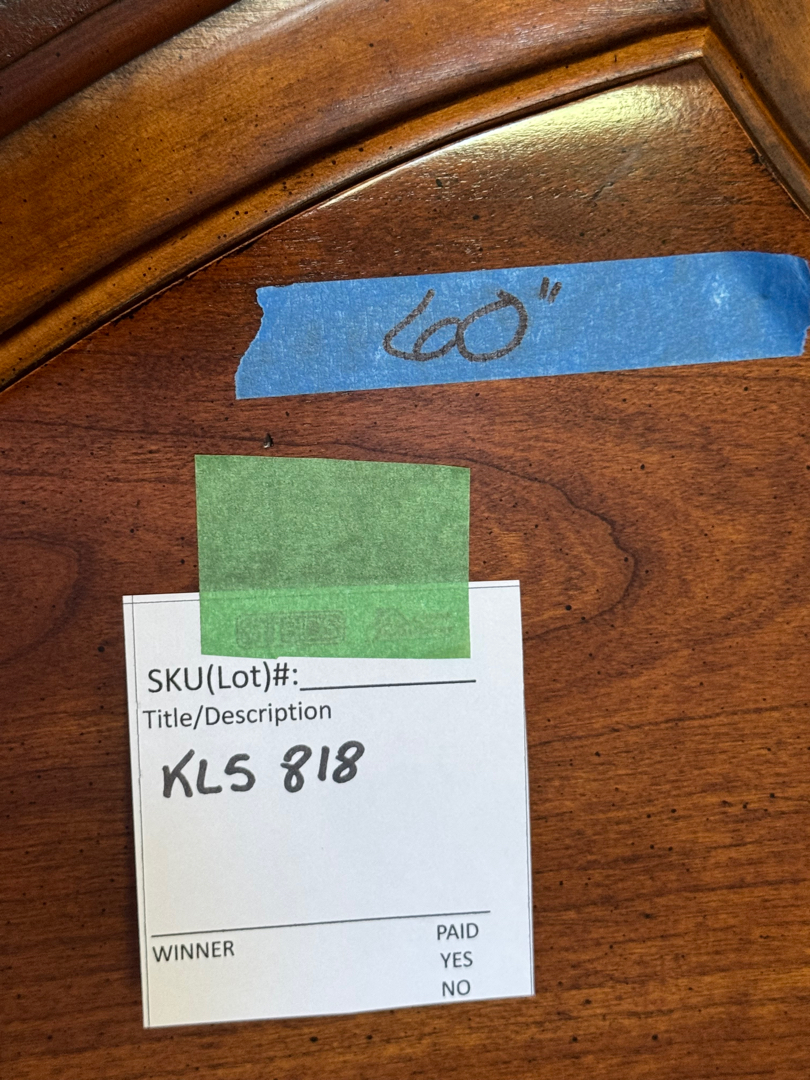 60"
SKU(Lot)#:
Title/Description
KLS 818
WINNER
PAID
YES
NO